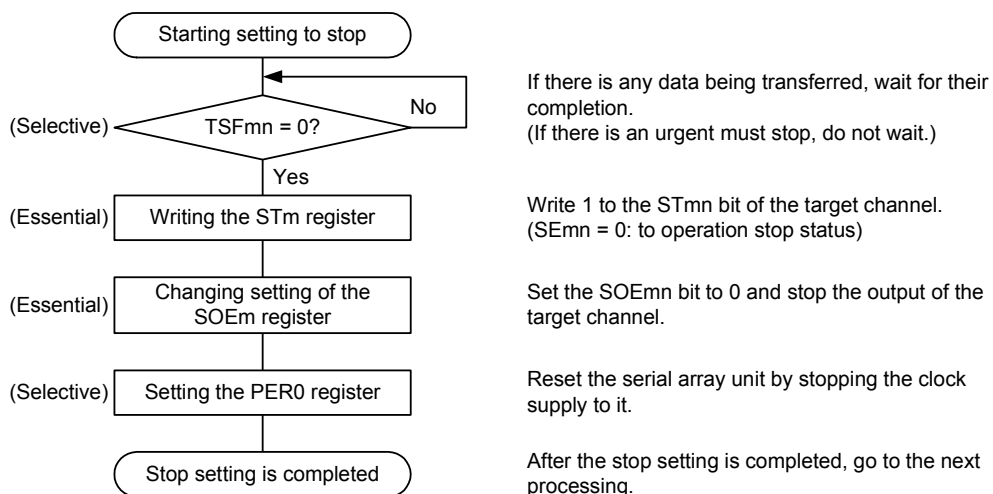 Starting setting to stop
If there is any data being transferred, wait for their
completion.
(If there is an urgent must stop, do not wait.)
No
(Selective)
TSFmn = 0?
Yes
(Essential)
Writing the STm register
Write 1 to the STmn bit of the target channel.
(SEmn = 0: to operation stop status)
(Essential)
Changing setting of the
SOEm register
Set the SOEmn bit to 0 and stop the output of the
target channel.
(Selective)
Setting the PER0 register
Reset the serial array unit by stopping the clock
supply to it.
Stop setting is completed
After the stop setting is completed, go to the next
processing.